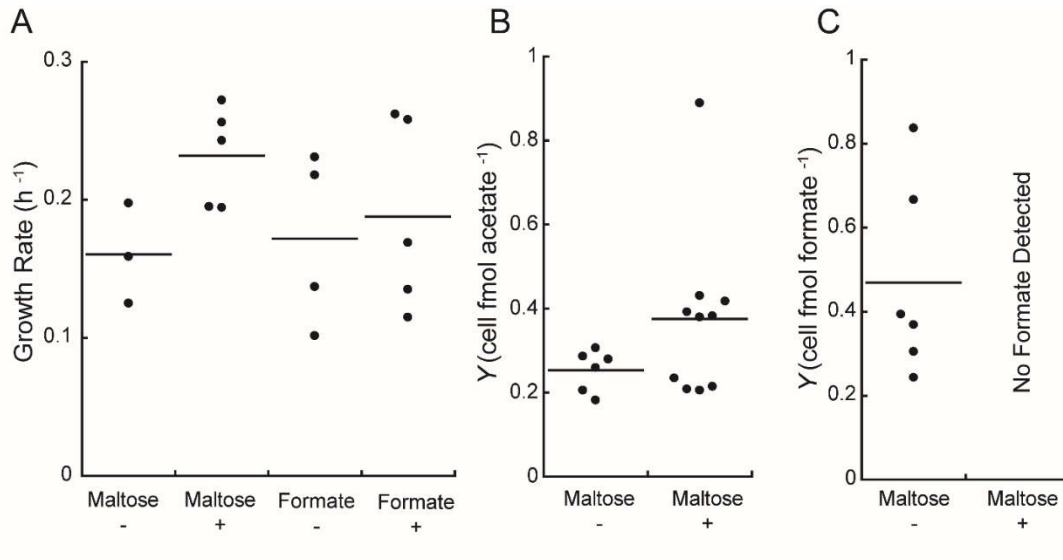 A
Growth Rate (h⁻¹)
0.3
0.2
0.1
0
Maltose Maltose Formate Formate
- + - +
B
Y (cell fmol acetate⁻¹)
1
0.8
0.6
0.4
0.2
0
Maltose Maltose
- +
C
Y (cell fmol formate⁻¹)
1
0.8
0.6
0.4
0.2
0
No Formate Detected
Maltose Maltose
- +